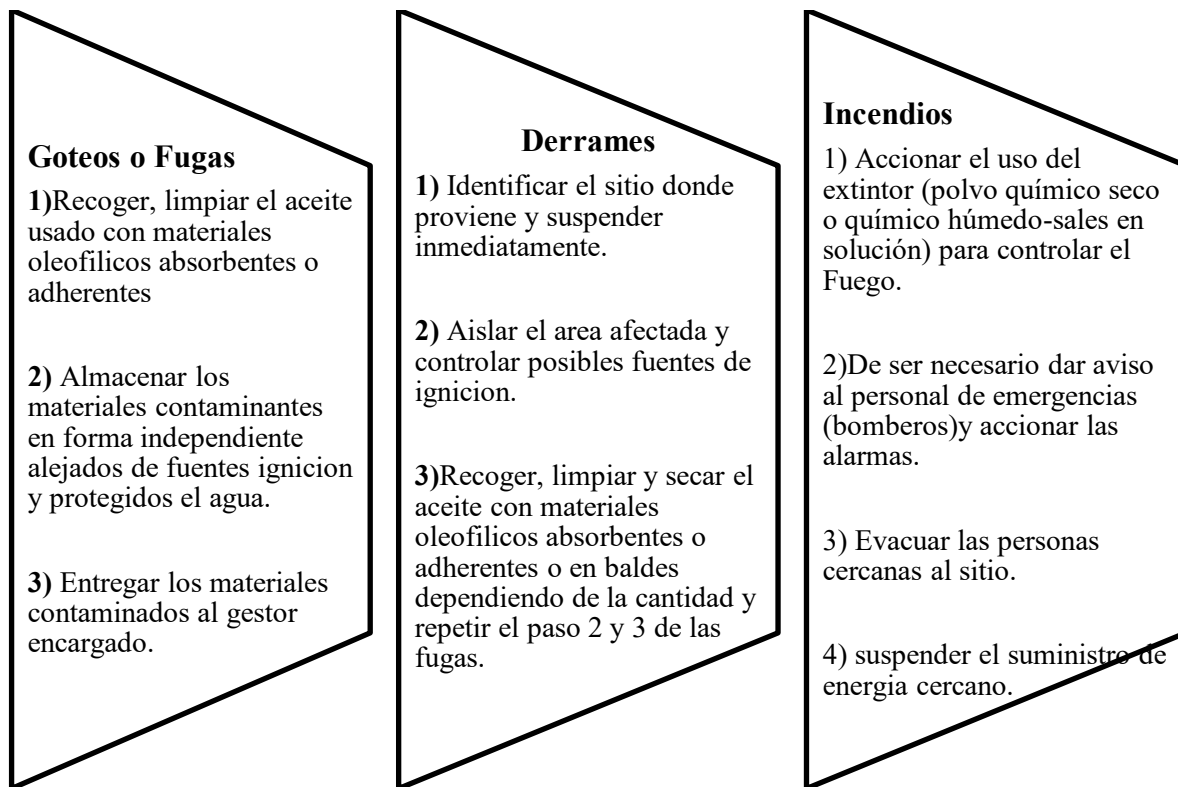 Goteos o Fugas
1)Recoger, limpiar el aceite
usado con materiales
oleofilicos absorbentes o
adherentes
2) Almacenar los
materiales contaminantes
en forma independiente
alejados de fuentes ignicion
y protegidos el agua.
3) Entregar los materiales
contaminados al gestor
encargado.
Derrames
1) Identificar el sitio donde
proviene y suspender
inmediatamente.
2) Aislar el area afectada y
controlar posibles fuentes de
ignicion.
3)Recoger, limpiar y secar el
aceite con materiales
oleofilicos absorbentes o
adherentes o en baldes
dependiendo de la cantidad y
repetir el paso 2 y 3 de las
fugas.
Incendios
1) Accionar el uso del
extintor (polvo químico seco
o químico húmedo-sales en
solución) para controlar el
Fuego.
2)De ser necesario dar aviso
al personal de emergencias
(bomberos)y accionar las
alarmas.
3) Evacuar las personas
cercanas al sitio.
4) suspender el suministro de
energia cercano.